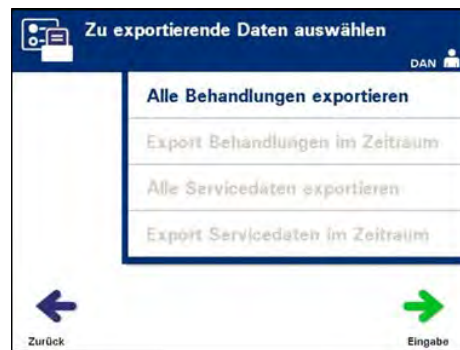 Zu exportierende Daten auswählen
DAN
Alle Behandlungen exportieren
Export Behandlungen im Zeitraum
Alle Servicedaten exportieren
Export Servicedaten im Zeitraum
Zurück
Eingabe